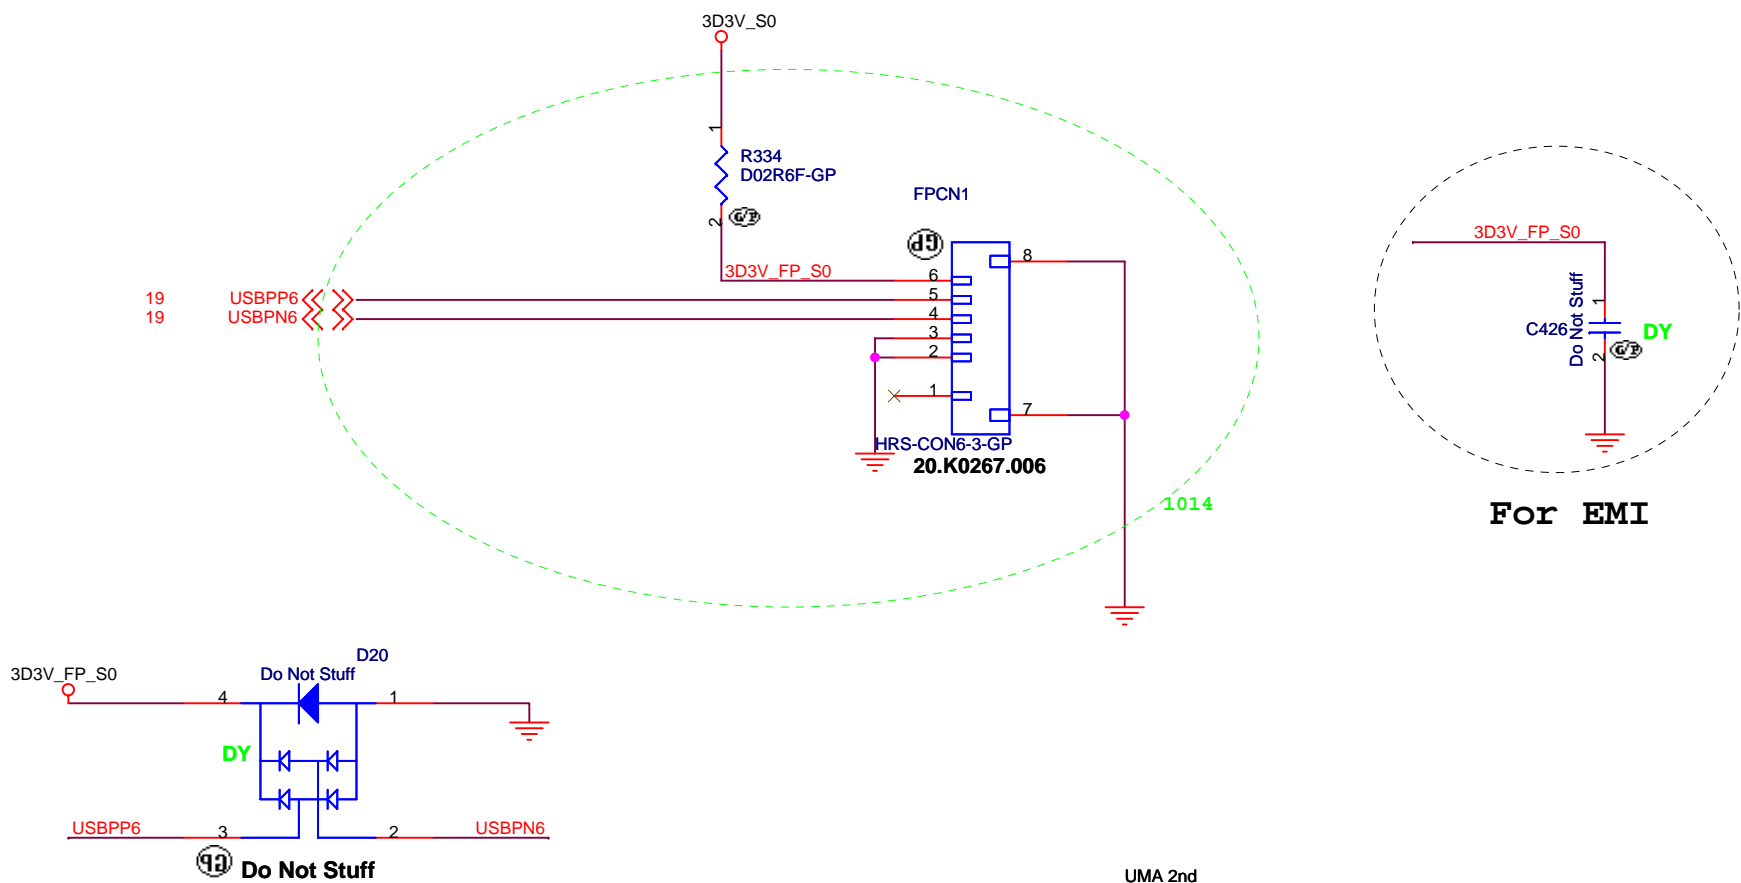 3D3V_S0
1
R334
D02R6F-GP
2
G/P
FPCN1
GP
3D3V_FP_S0
6
8
19
USBPP6
5
19
USBPN6
4
3
2
1
7
HRS-CON6-3-GP
20.K0267.006
1014
3D3V_FP_S0
1
Do Not Stuff
C426
DY
2
G/P
For EMI
D20
3D3V_FP_S0
Do Not Stuff
4
1
DY
USBPP6
3
2
USBPN6
GP
Do Not Stuff
UMA 2nd